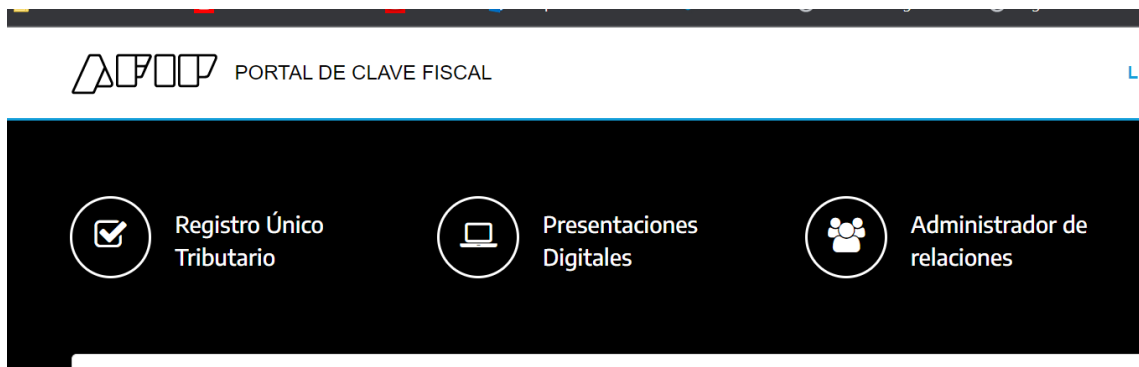 AFIP PORTAL DE CLAVE FISCAL
L
Registro Único
Tributario
Presentaciones
Digitales
Administrador de
relaciones